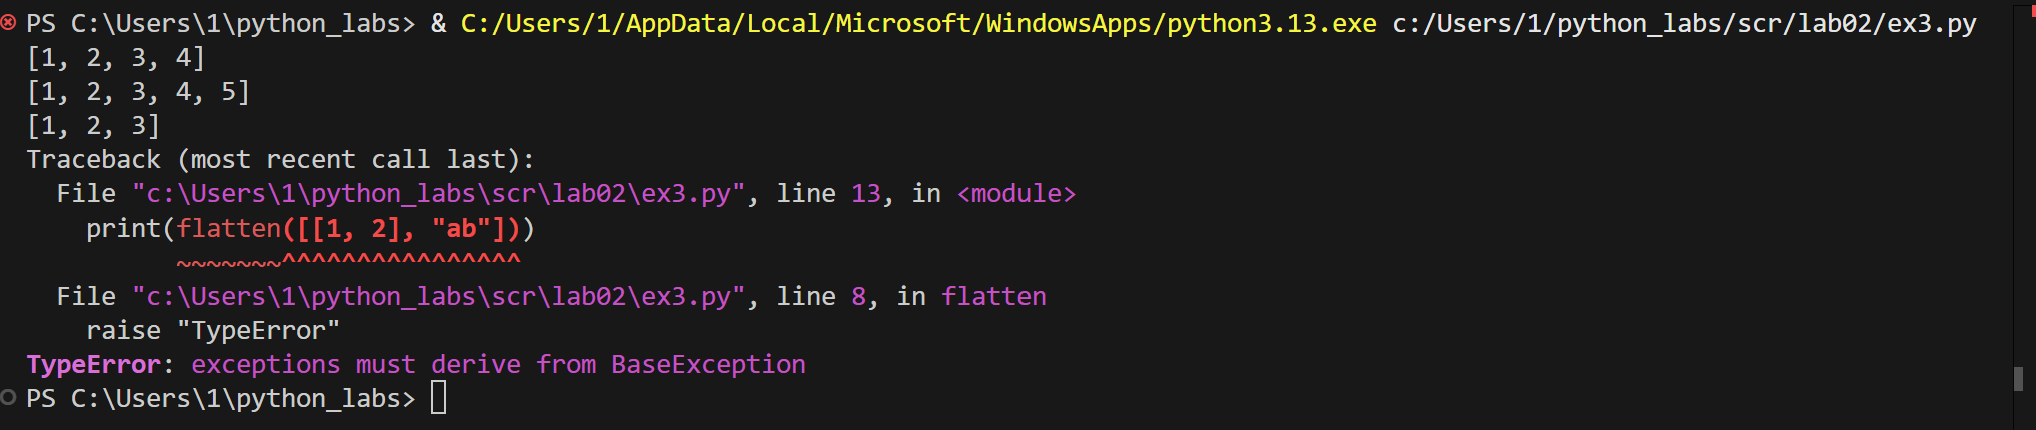 PS C:\Users\1\python_labs> & C:/Users/1/AppData/Local/Microsoft/WindowsApps/python3.13.exe c:/Users/1/python_labs/scr/lab02/ex3.py
[1, 2, 3, 4]
[1, 2, 3, 4, 5]
[1, 2, 3]
Traceback (most recent call last):
  File "c:\Users\1\python_labs\scr\lab02\ex3.py", line 13, in <module>
    print(flatten([[1, 2], "ab"]))
          ~~~~~~~^^^^^^^^^^^^^^^^
  File "c:\Users\1\python_labs\scr\lab02\ex3.py", line 8, in flatten
    raise "TypeError"
TypeError: exceptions must derive from BaseException
PS C:\Users\1\python_labs>